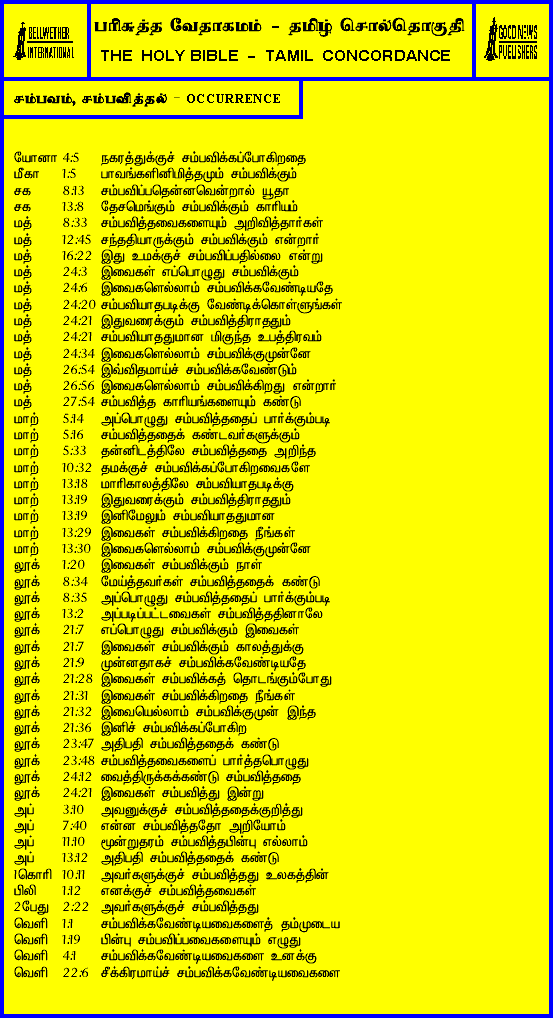 BELLWETHER
INTERNATIONAL
பரிசுத்த வேதாகமம் - தமிழ் சொல்தொகுதி
THE HOLY BIBLE - TAMIL CONCORDANCE
GOOD NEWS
PUBLISHERS
சம்பவம், சம்பவித்தல் - OCCURRENCE
யோனா 4:5 நகரத்துக்குச் சம்பவிக்கப்போகிறதை
மீகா 1:5 பாவங்களினிமித்தமும் சம்பவிக்கும்
சக 8:13 சம்பவிப்பதென்னவென்றால் யூதா
சக 13:8 தேசமெங்கும் சம்பவிக்கும் காரியம்
மத் 8:33 சம்பவித்தவைகளையும் அறிவித்தார்கள்
மத் 12:45 சந்ததியாருக்கும் சம்பவிக்கும் என்றார்
மத் 16:22 இது உமக்குச் சம்பவிப்பதில்லை என்று
மத் 24:3 இவைகள் எப்பொழுது சம்பவிக்கும்
மத் 24:6 இவைகளெல்லாம் சம்பவிக்கவேண்டியதே
மத் 24:20 சம்பவியாதபடிக்கு வேண்டிக்கொள்ளுங்கள்
மத் 24:21 இதுவரைக்கும் சம்பவித்திராததும்
மத் 24:21 சம்பவியாததுமான மிகுந்த உபத்திரவம்
மத் 24:34 இவைகளெல்லாம் சம்பவிக்குமுன்னே
மத் 26:54 இவ்விதமாய்ச் சம்பவிக்கவேண்டும்
மத் 26:56 இவைகளெல்லாம் சம்பவிக்கிறது என்றார்
மத் 27:54 சம்பவித்த காரியங்களையும் கண்டு
மாற் 5:14 அப்பொழுது சம்பவித்ததைப் பார்க்கும்படி
மாற் 5:16 சம்பவித்ததைக் கண்டவர்களுக்கும்
மாற் 5:33 தன்னிடத்திலே சம்பவித்ததை அறிந்த
மாற் 10:32 தமக்குச் சம்பவிக்கப்போகிறவைகளே
மாற் 13:18 மாரிகாலத்திலே சம்பவியாதபடிக்கு
மாற் 13:19 இதுவரைக்கும் சம்பவித்திராததும்
மாற் 13:19 இனிமேலும் சம்பவியாததுமான
மாற் 13:29 இவைகள் சம்பவிக்கிறதை நீங்கள்
மாற் 13:30 இவைகளெல்லாம் சம்பவிக்குமுன்னே
லூக் 1:20 இவைகள் சம்பவிக்கும் நாள்
லூக் 8:34 மேய்த்தவர்கள் சம்பவித்ததைக் கண்டு
லூக் 8:35 அப்பொழுது சம்பவித்ததைப் பார்க்கும்படி
லூக் 13:2 அப்படிப்பட்டவைகள் சம்பவித்ததினாலே
லூக் 21:7 எப்பொழுது சம்பவிக்கும் இவைகள்
லூக் 21:7 இவைகள் சம்பவிக்கும் காலத்துக்கு
லூக் 21:9 முன்னதாகச் சம்பவிக்கவேண்டியதே
லூக் 21:28 இவைகள் சம்பவிக்கத் தொடங்கும்போது
லூக் 21:31 இவைகள் சம்பவிக்கிறதை நீங்கள்
லூக் 21:32 இவையெல்லாம் சம்பவிக்குமுன் இந்த
லூக் 21:36 இனிச் சம்பவிக்கப்போகிற
லூக் 23:47 அதிபதி சம்பவித்ததைக் கண்டு
லூக் 23:48 சம்பவித்தவைகளைப் பார்த்தபொழுது
லூக் 24:12 வைத்திருக்கக்கண்டு சம்பவித்ததை
லூக் 24:21 இவைகள் சம்பவித்து இன்று
அப் 3:10 அவனுக்குச் சம்பவித்ததைக்குறித்து
அப் 7:40 என்ன சம்பவித்ததோ அறியோம்
அப் 11:10 மூன்றுதரம் சம்பவித்தபின்பு எல்லாம்
அப் 13:12 அதிபதி சம்பவித்ததைக் கண்டு
1கொரி 10:11 அவர்களுக்குச் சம்பவித்தது உலகத்தின்
பிலி 1:12 எனக்குச் சம்பவித்தவைகள்
2பேது 2:22 அவர்களுக்குச் சம்பவித்தது
வெளி 1:1 சம்பவிக்கவேண்டியவைகளைத் தம்முடைய
வெளி 1:19 பின்பு சம்பவிப்பவைகளையும் எழுது
வெளி 4:1 சம்பவிக்கவேண்டியவைகளை உனக்கு
வெளி 22:6 சீக்கிரமாய்ச் சம்பவிக்கவேண்டியவைகளை